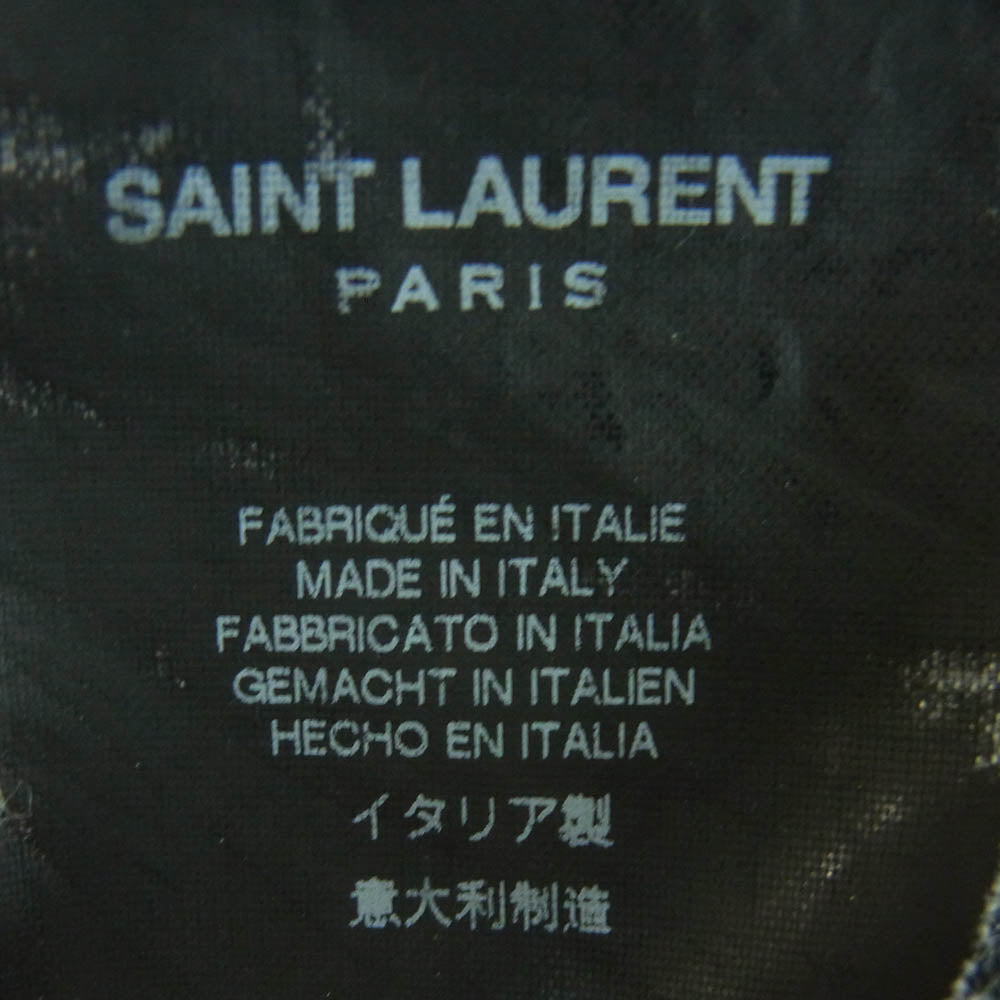 SAINT LAURENT
PARIS
FABRIQUÉ EN ITALIE
MADE IN ITALY
FABBRICATO IN ITALIA
GEMACHT IN ITALIEN
HECHO EN ITALIA
イタリア製
意大利制造